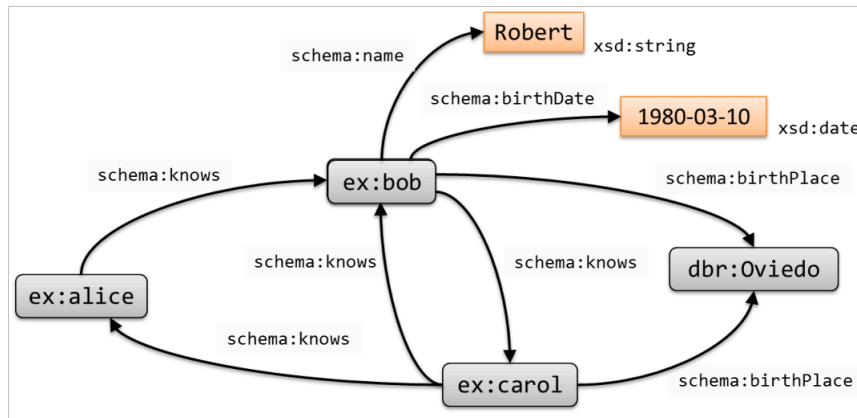 Robert
xsd:string
schema:name
schema:birthDate
1980-03-10
xsd:date
schema:knows
ex:bob
schema:birthPlace
schema:knows
schema:knows
dbr:Oviedo
ex:alice
schema:knows
ex:carol
schema:birthPlace